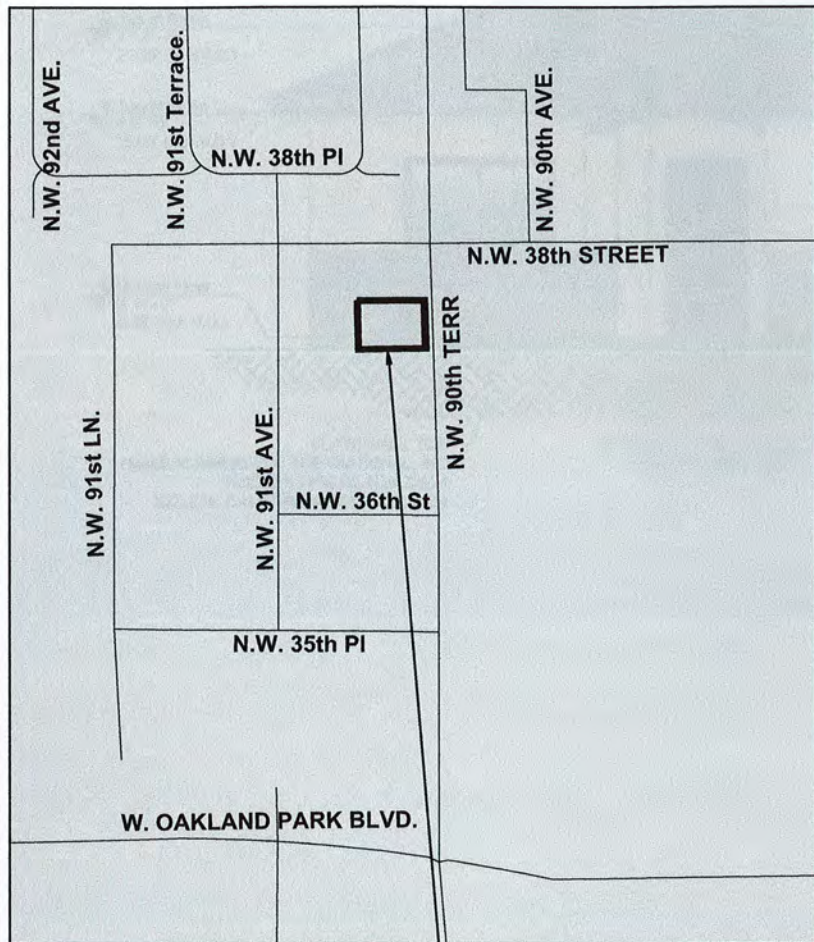 N.W. 92nd AVE.
N.W. 91st Terrace.
N.W. 38th Pl
N.W. 90th AVE.
N.W. 38th STREET
N.W. 90th TERR
N.W. 91st LN.
N.W. 91st AVE.
N.W. 36th St
N.W. 35th Pl
W. OAKLAND PARK BLVD.